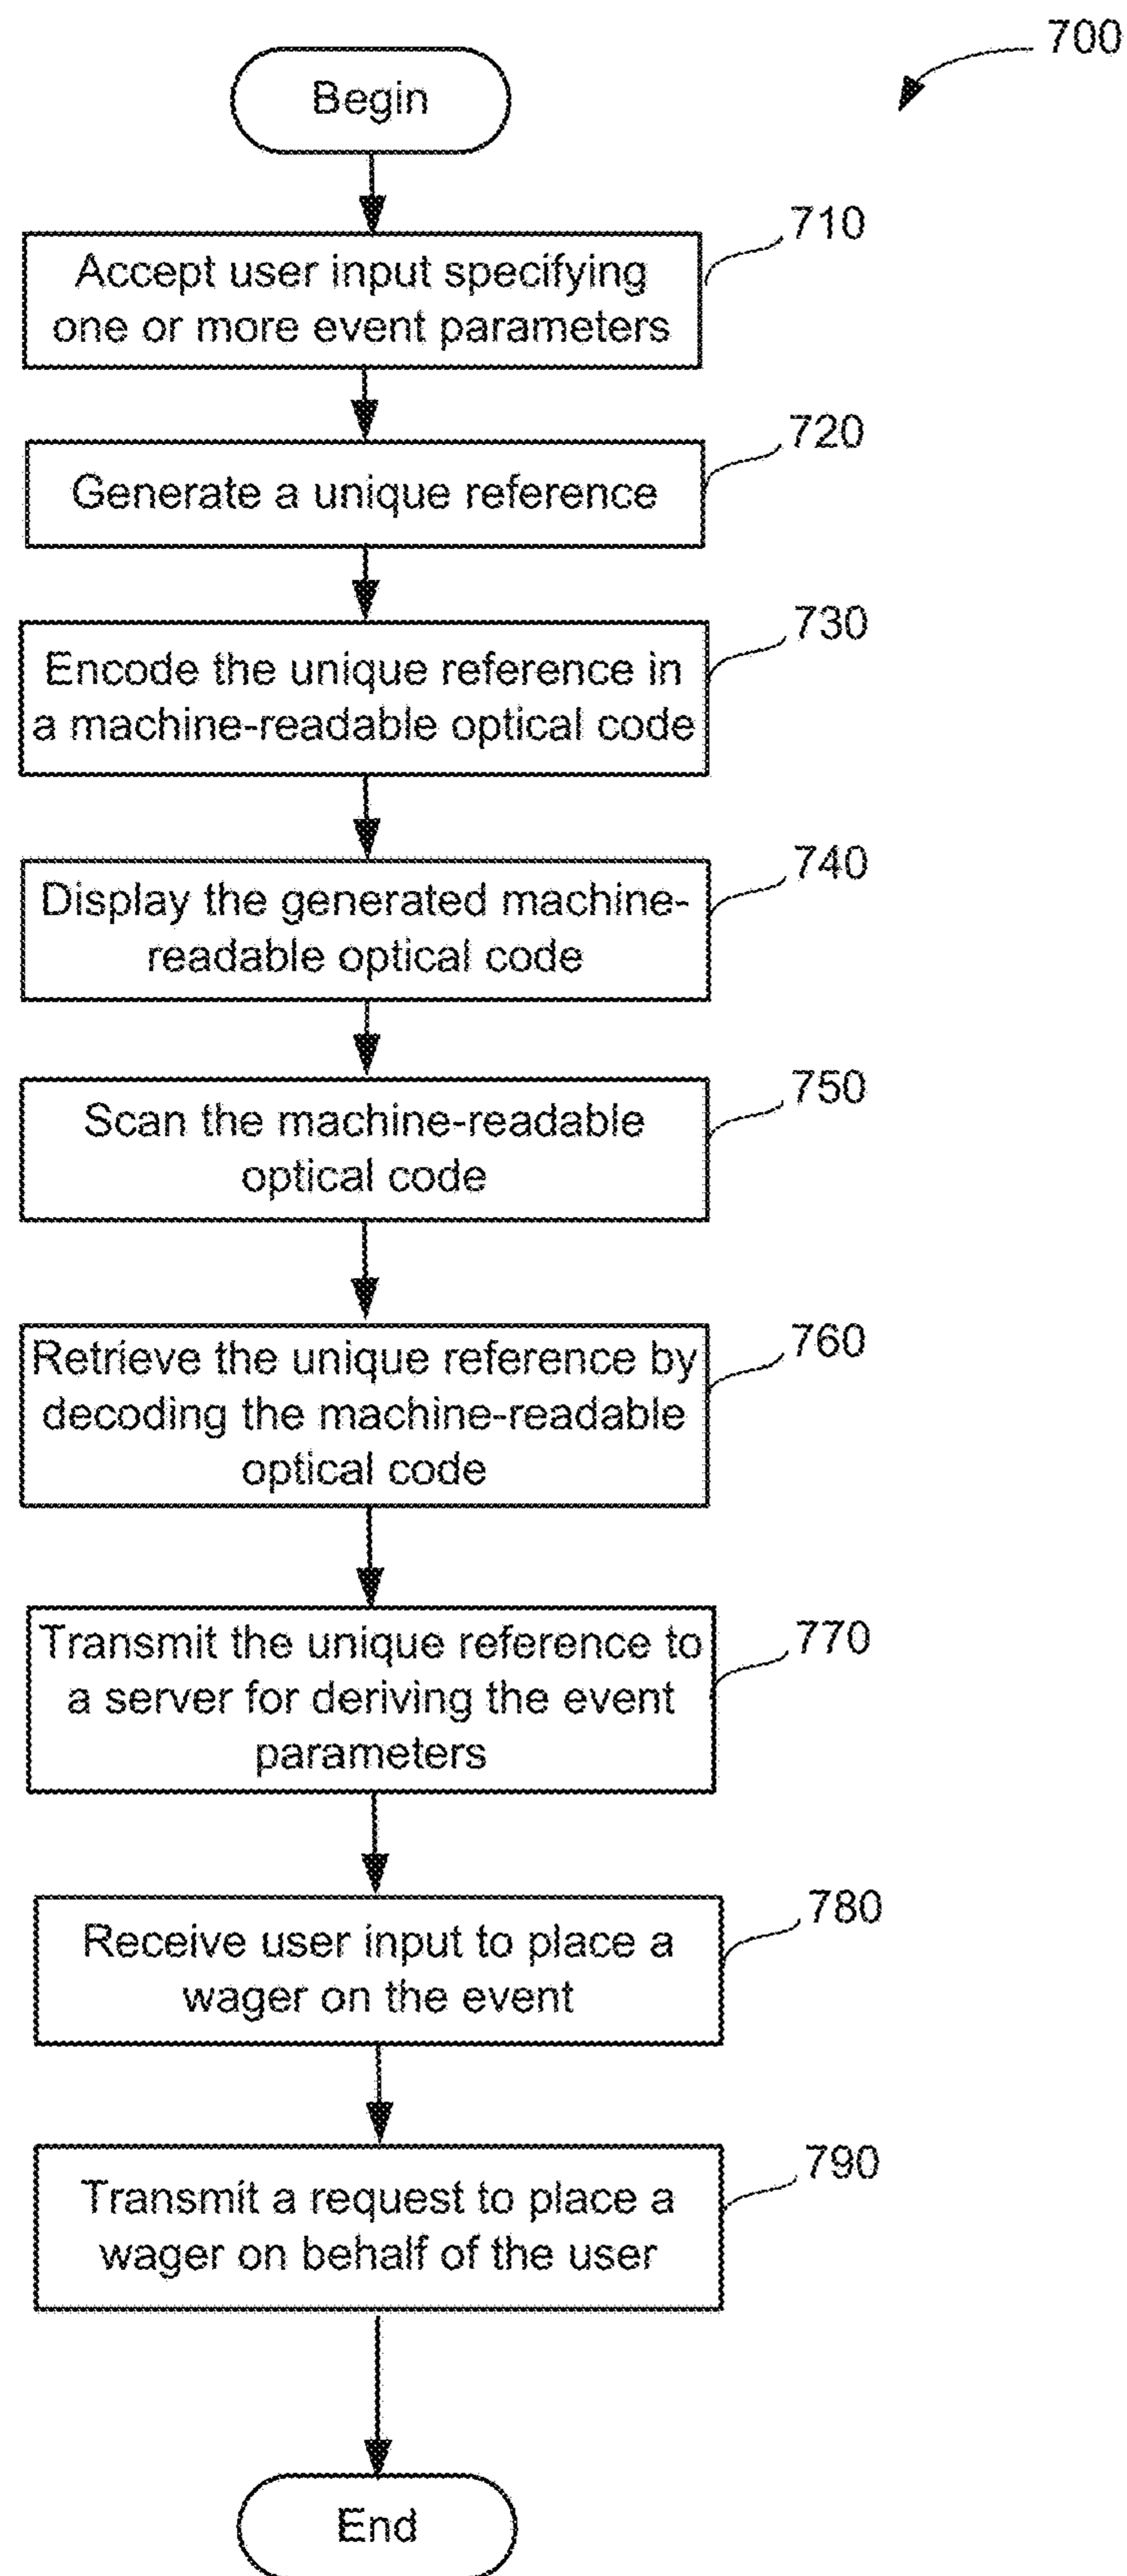 700
Begin
710
Accept user input specifying
one or more event parameters
720
Generate a unique reference
730
Encode the unique reference in
a machine-readable optical code
740
Display the generated machine-
readable optical code
750
Scan the machine-readable
optical code
760
Retrieve the unique reference by
decoding the machine-readable
optical code
770
Transmit the unique reference to
a server for deriving the event
parameters
780
Receive user input to place a
wager on the event
790
Transmit a request to place a
wager on behalf of the user
End